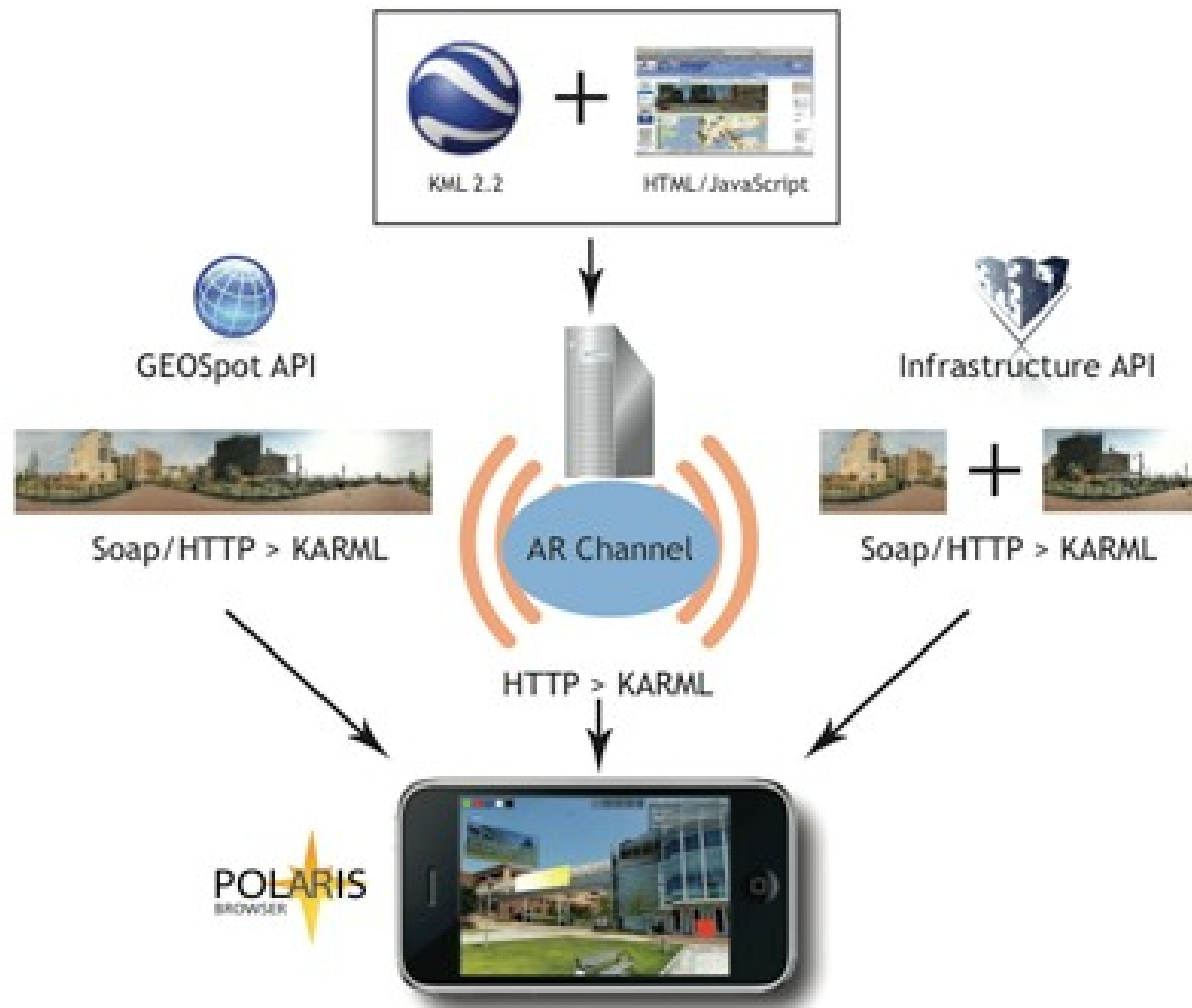 KML 2.2
HTML/JavaScript
GEOSpot API
Infrastructure API
Soap/HTTP > KARML
AR Channel
Soap/HTTP > KARML
HTTP > KARML
POLARIS
BROWSER